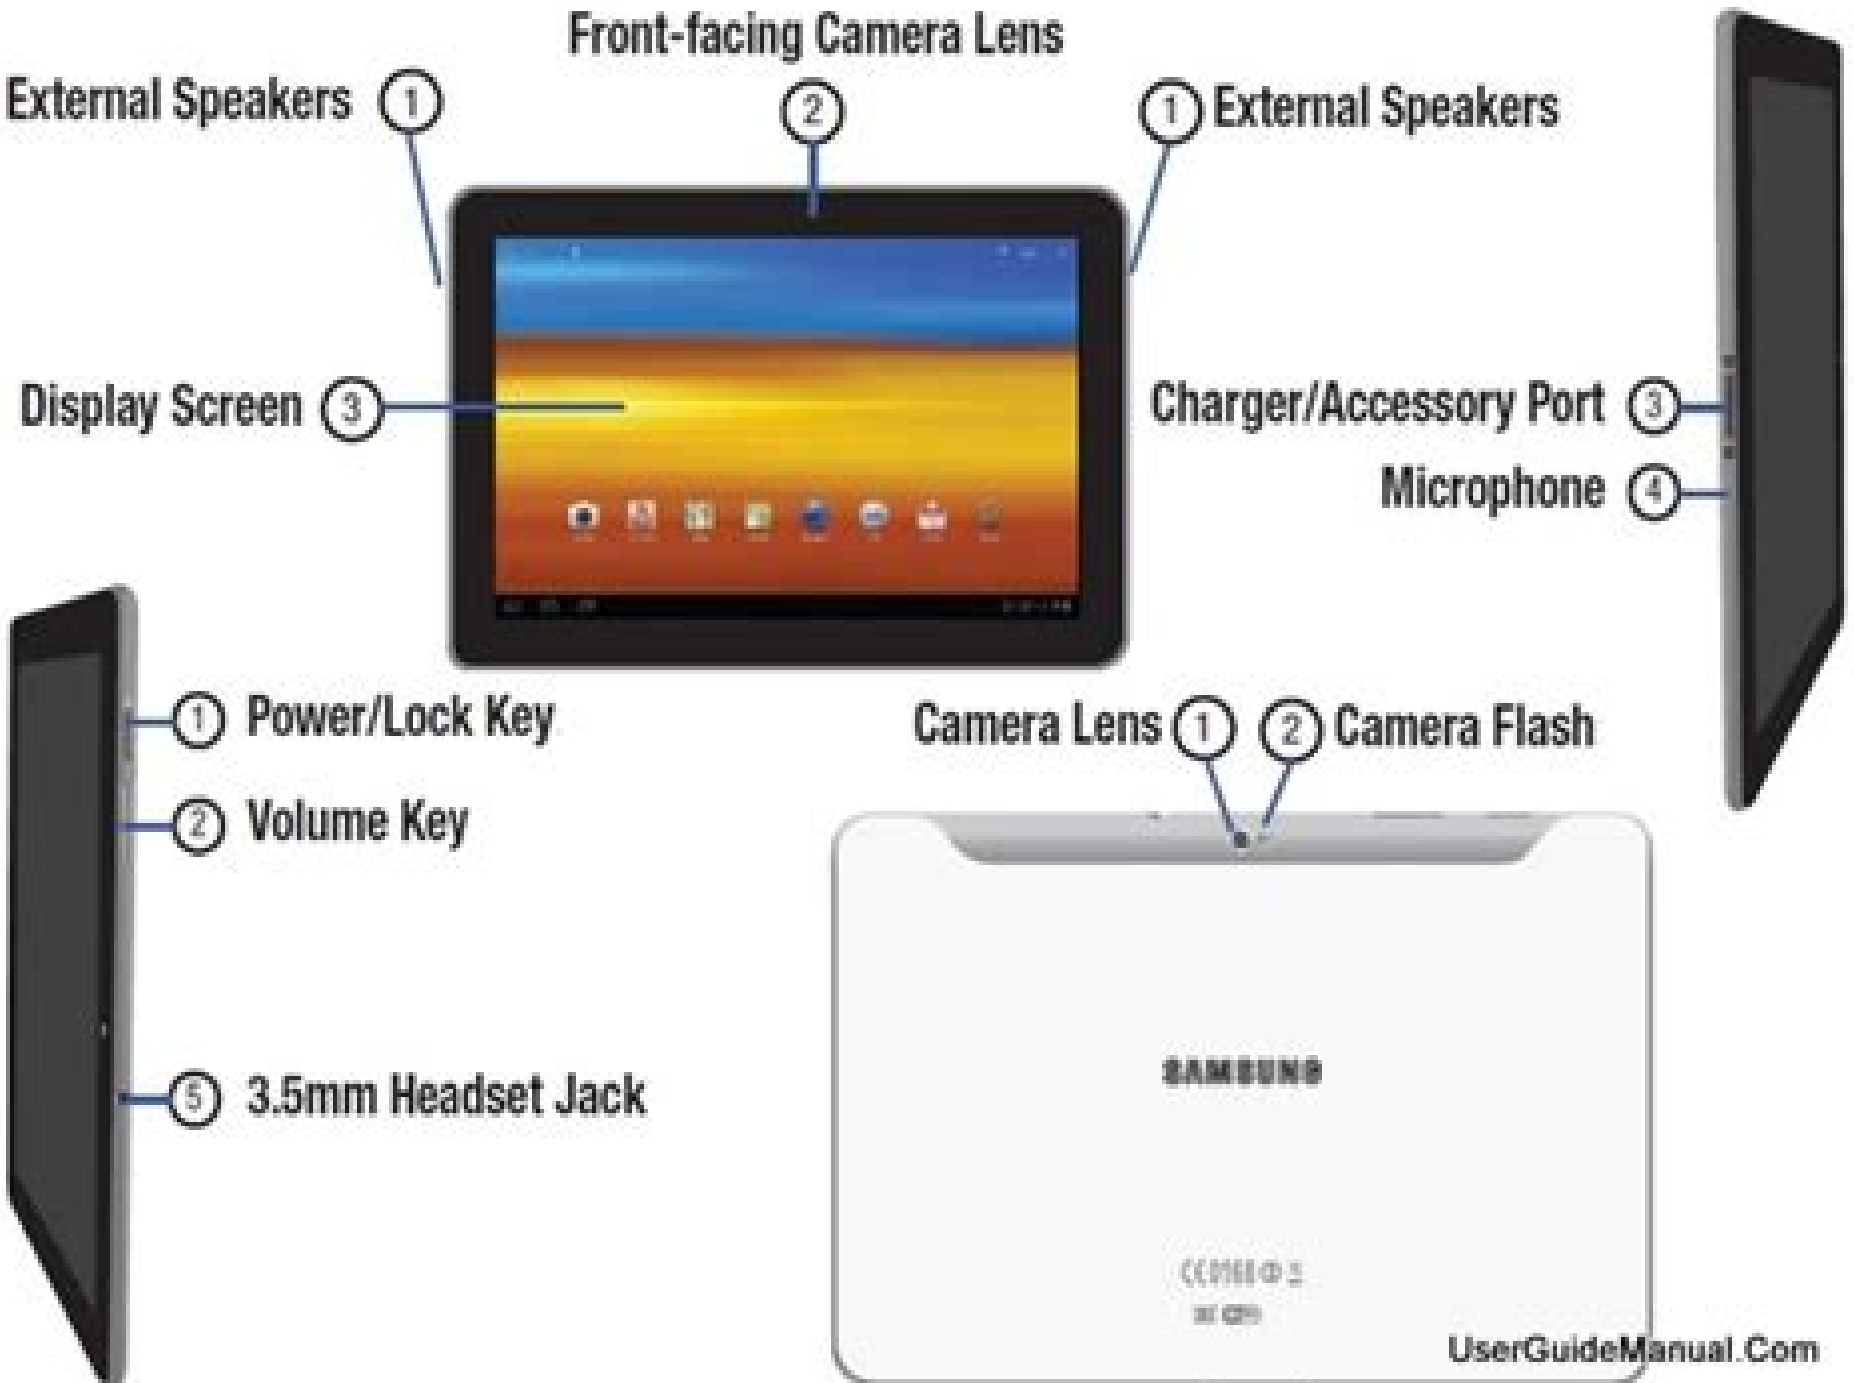 Front-facing Camera Lens
External Speakers 1
2
1 External Speakers
Display Screen 3
Charger/Accessory Port 3
Microphone 4
1 Power/Lock Key
2 Volume Key
5 3.5mm Headset Jack
Camera Lens 1
2 Camera Flash
SAMSUNG
UserGuideManual.Com